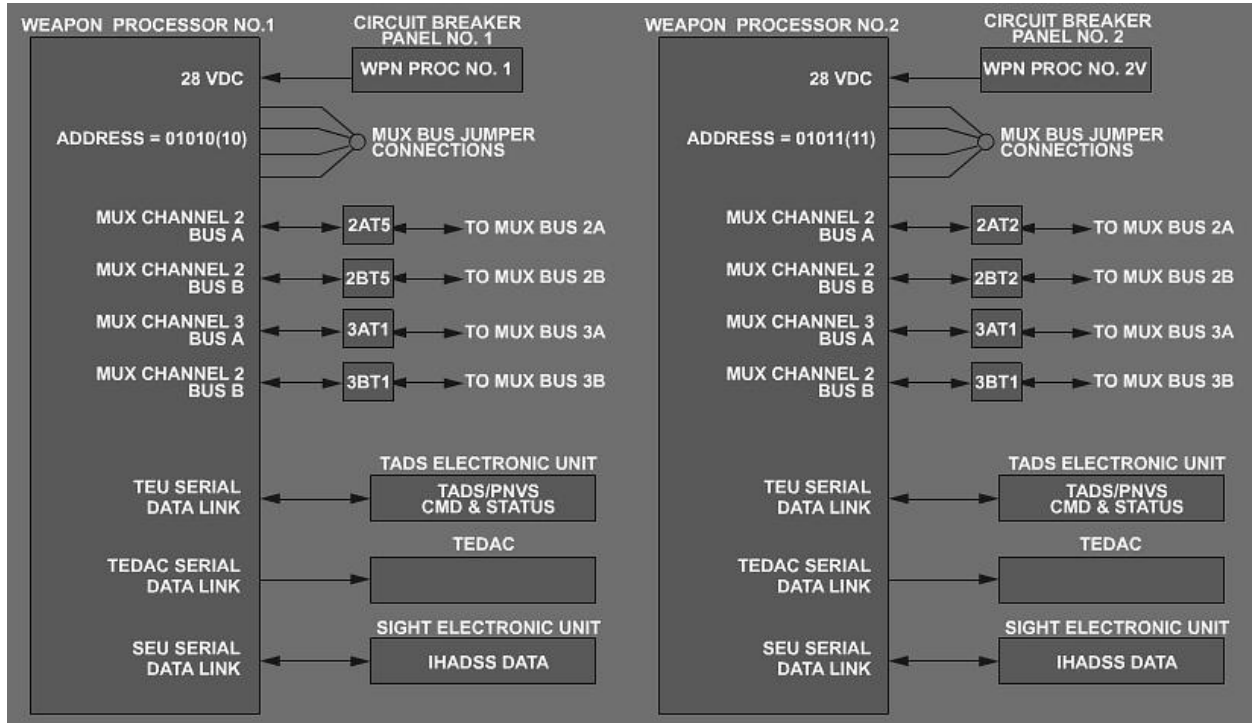 WEAPON PROCESSOR NO.1
CIRCUIT BREAKER
PANEL NO. 1
28 VDC
WPN PROC NO. 1
ADDRESS = 01010(10)
MUX BUS JUMPER
CONNECTIONS
MUX CHANNEL 2
BUS A
2AT5
TO MUX BUS 2A
MUX CHANNEL 2
BUS B
2BT5
TO MUX BUS 2B
MUX CHANNEL 3
BUS A
3AT1
TO MUX BUS 3A
MUX CHANNEL 2
BUS B
3BT1
TO MUX BUS 3B
TADS ELECTRONIC UNIT
TEU SERIAL
DATA LINK
TADS/PNVS
CMD & STATUS
TEDAC
TEDAC SERIAL
DATA LINK
SIGHT ELECTRONIC UNIT
SEU SERIAL
DATA LINK
IHADSS DATA
WEAPON PROCESSOR NO.2
CIRCUIT BREAKER
PANEL NO. 2
28 VDC
WPN PROC NO. 2V
ADDRESS = 01011(11)
MUX BUS JUMPER
CONNECTIONS
MUX CHANNEL 2
BUS A
2AT2
TO MUX BUS 2A
MUX CHANNEL 2
BUS B
2BT2
TO MUX BUS 2B
MUX CHANNEL 3
BUS A
3AT1
TO MUX BUS 3A
MUX CHANNEL 2
BUS B
3BT1
TO MUX BUS 3B
TADS ELECTRONIC UNIT
TEU SERIAL
DATA LINK
TADS/PNVS
CMD & STATUS
TEDAC
TEDAC SERIAL
DATA LINK
SIGHT ELECTRONIC UNIT
SEU SERIAL
DATA LINK
IHADSS DATA